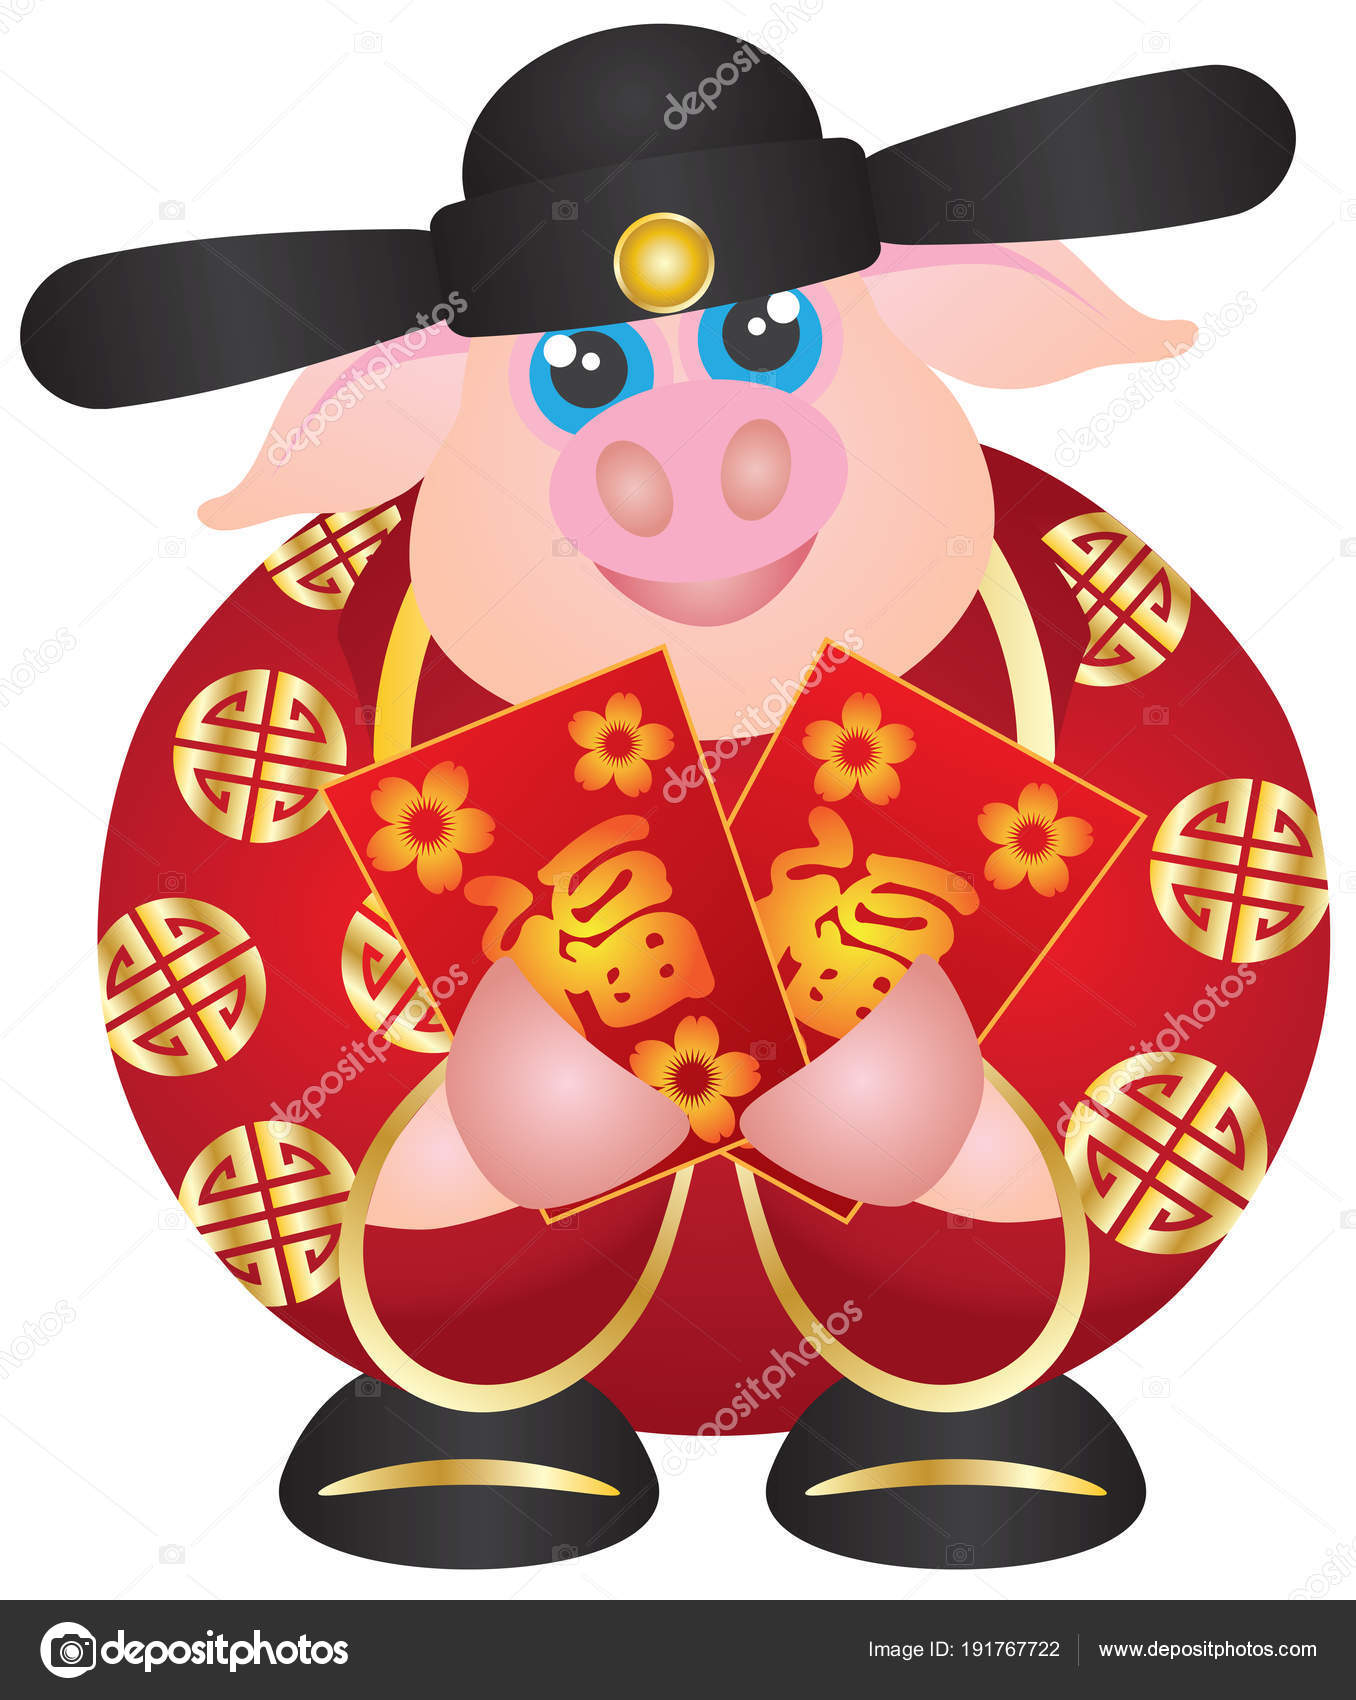 福
福
depositphotos
Image ID: 191767722
www.depositphotos.com